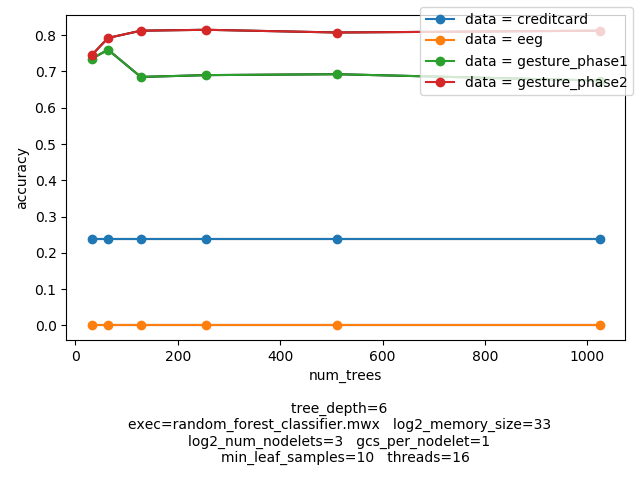 data = creditcard
data = eeg
data = gesture_phase1
data = gesture_phase2
accuracy
0.8
0.7
0.6
0.5
0.4
0.3
0.2
0.1
0.0
0 200 400 600 800 1000
num_trees
tree_depth=6
exec=random_forest_classifier.mwx log2_memory_size=33
log2_num_nodelets=3 gcs_per_nodelet=1
min_leaf_samples=10 threads=16